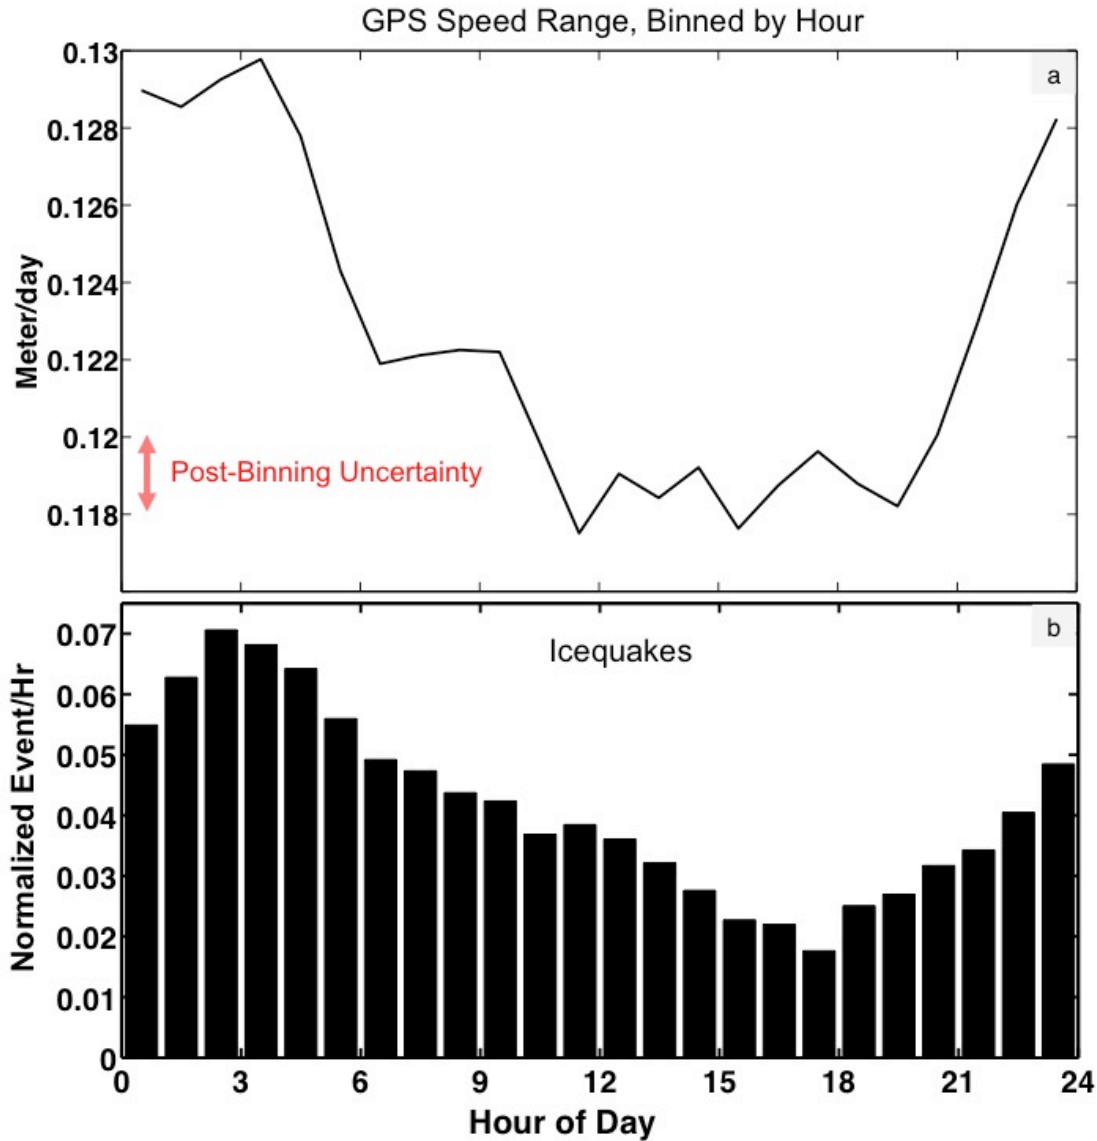 GPS Speed Range, Binned by Hour
a
0.13
0.128
0.126
0.124
0.122
0.12
0.118
Meter/day
Post-Binning Uncertainty
b
Icequakes
0.07
0.06
0.05
0.04
0.03
0.02
0.01
0
Normalized Event/Hr
0 3 6 9 12 15 18 21 24
Hour of Day